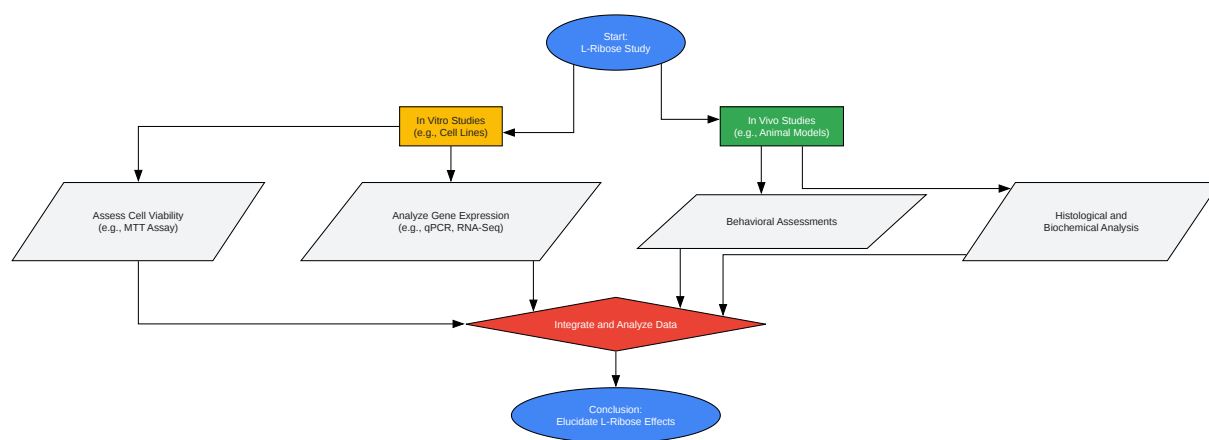 Start:
L-Ribose Study
In Vitro Studies
(e.g., Cell Lines)
In Vivo Studies
(e.g., Animal Models)
Assess Cell Viability
(e.g., MTT Assay)
Analyze Gene Expression
(e.g., qPCR, RNA-Seq)
Behavioral Assessments
Histological and
Biochemical Analysis
Integrate and Analyze Data
Conclusion:
Elucidate L-Ribose Effects